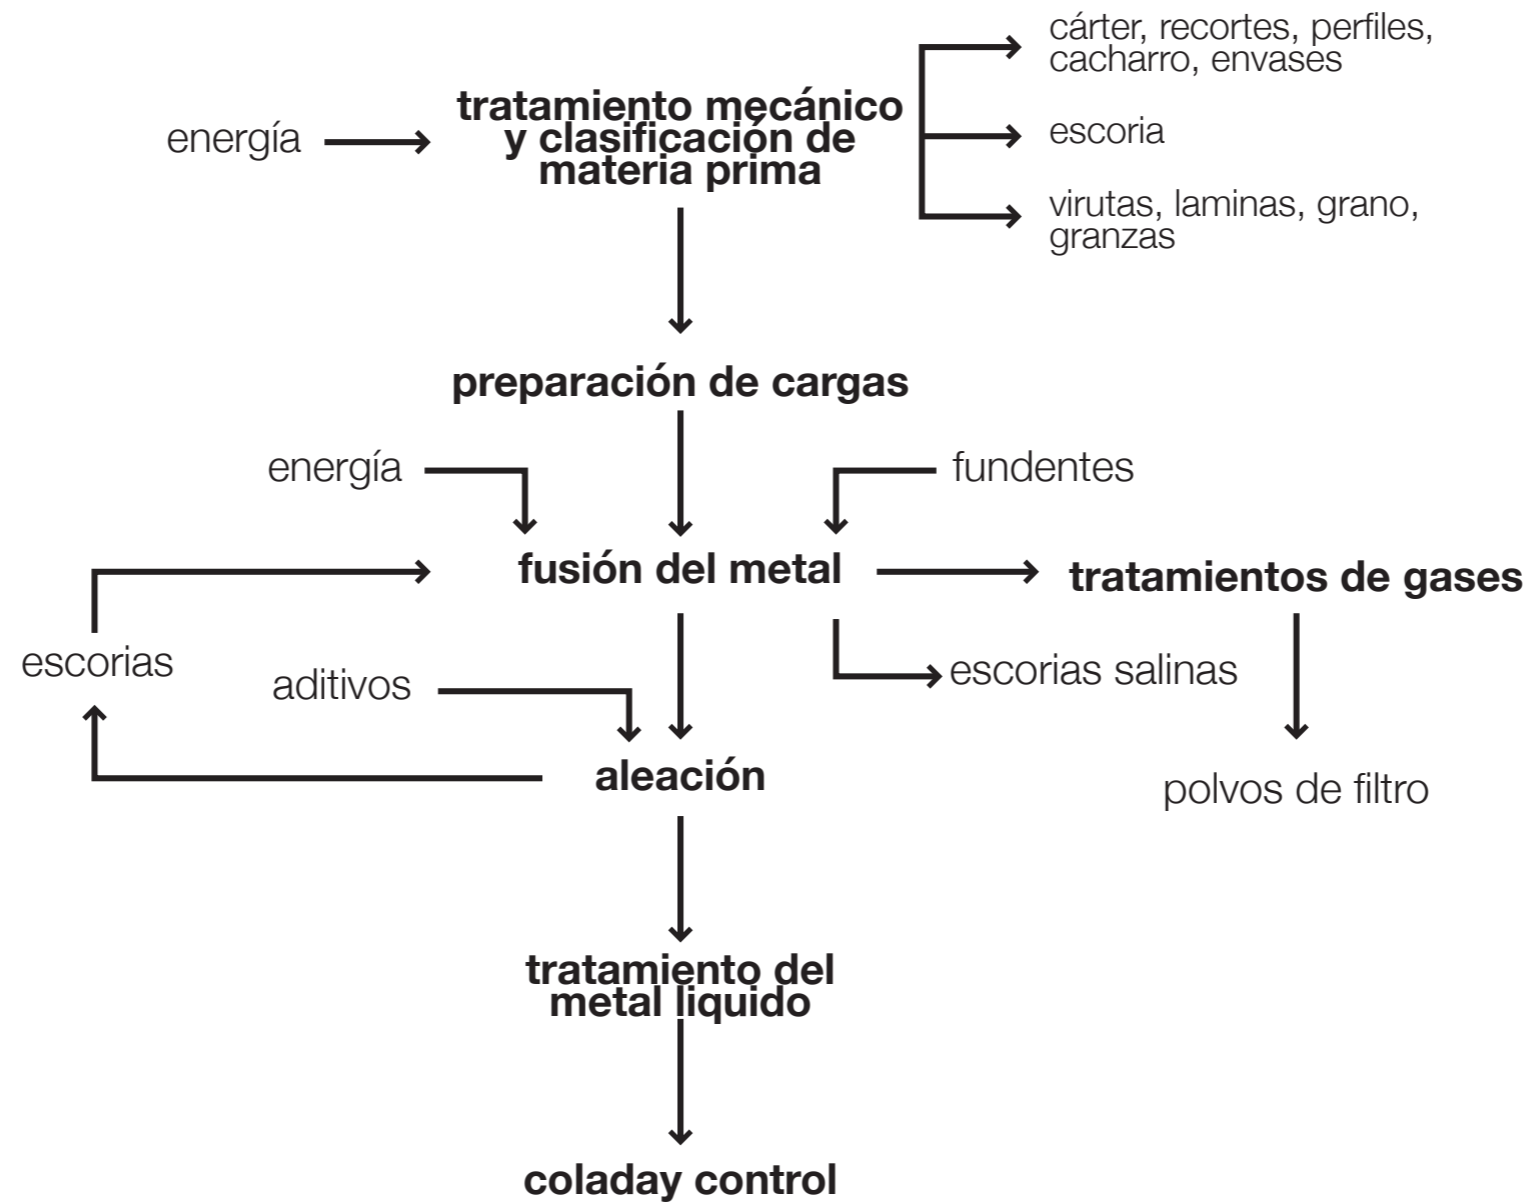 cárter, recortes, perfiles,
cacharro, envases
energía
tratamiento mecánico
y clasificación de
materia prima
escoria
virutas, laminas, grano,
granzas
preparación de cargas
energía
fundentes
fusión del metal
tratamientos de gases
escorias
aditivos
escorias salinas
aleación
polvos de filtro
tratamiento del
metal liquido
coladay control